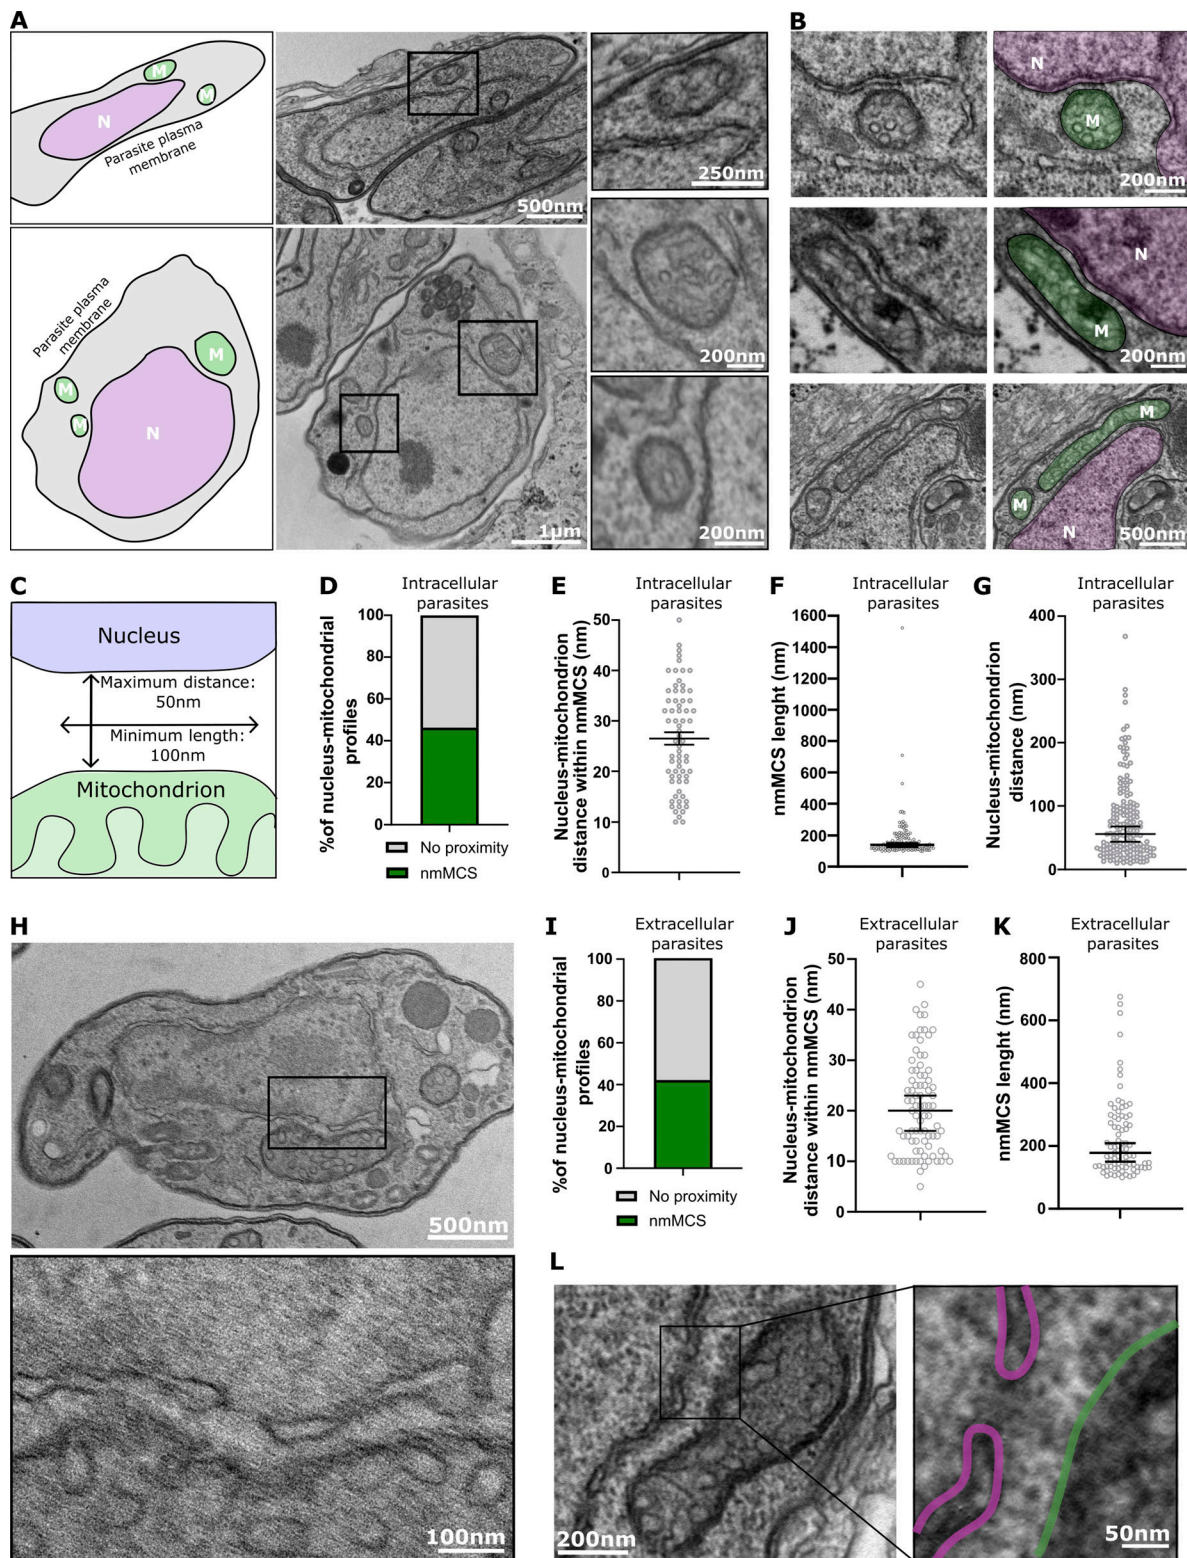 A
M
M
N
Parasite plasma
membrane
500nm
250nm
Parasite plasma
membrane
M
M
M
N
1µm
200nm
200nm
B
N
M
200nm
N
M
200nm
M
M
N
500nm
C
Nucleus
Maximum distance:
50nm
Minimum length:
100nm
Mitochondrion
D
Intracellular
parasites
%of nucleus-mitochondrial
profiles
100
80
60
40
20
0
No proximity
nmMCS
E
Intracellular
parasites
Nucleus-mitochondrion
distance within nmMCS (nm)
50
40
30
20
10
0
F
Intracellular
parasites
nmMCS lenght (nm)
1600
1400
1200
1000
800
600
400
200
0
G
Intracellular
parasites
Nucleus-mitochondrion
distance (nm)
400
300
200
100
0
H
500nm
100nm
I
Extracellular
parasites
%of nucleus-mitochondrial
profiles
100
80
60
40
20
0
No proximity
nmMCS
J
Extracellular
parasites
Nucleus-mitochondrion
distance within nmMCS (nm)
50
40
30
20
10
0
K
Extracellular
parasites
nmMCS lenght (nm)
800
600
400
200
0
L
200nm
50nm